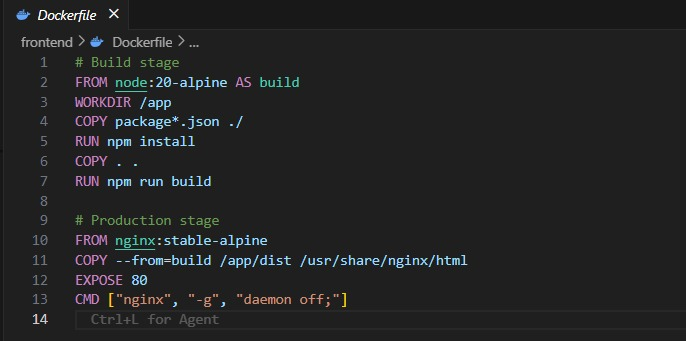 Dockerfile
frontend > Dockerfile > ...
1 # Build stage
2 FROM node:20-alpine AS build
3 WORKDIR /app
4 COPY package*.json ./
5 RUN npm install
6 COPY . .
7 RUN npm run build
8
9 # Production stage
10 FROM nginx:stable-alpine
11 COPY --from=build /app/dist /usr/share/nginx/html
12 EXPOSE 80
13 CMD ["nginx", "-g", "daemon off;"]
14 Ctrl+L for Agent